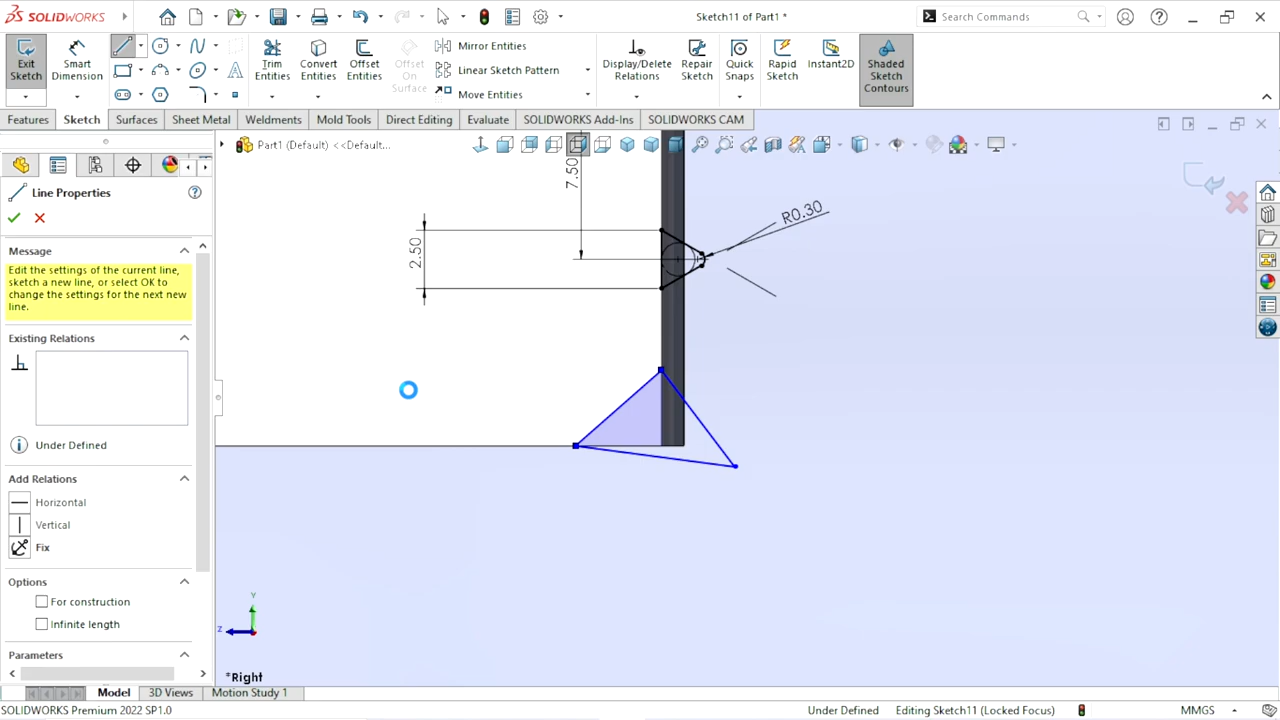 SOLIDWORKS
Sketch11 of Part1 *
Search Commands
Exit Sketch
Smart Dimension
Trim Entities
Convert Entities
Offset Entities
Offset On Surface
Mirror Entities
Linear Sketch Pattern
Move Entities
Display/Delete Relations
Repair Sketch
Quick Snaps
Rapid Sketch
Instant2D
Shaded Sketch Contours
Features
Sketch
Surfaces
Sheet Metal
Weldments
Mold Tools
Direct Editing
Evaluate
SOLIDWORKS Add-Ins
SOLIDWORKS CAM
Part1 (Default) <<Default...
Line Properties
Message
Edit the settings of the current line,
sketch a new line, or select OK to
change the settings for the next new
line.
Existing Relations
Under Defined
Add Relations
Horizontal
Vertical
Fix
Options
For construction
Infinite length
Parameters
7.50
2.50
R0.30
Y
Z
*Right
Model
3D Views
Motion Study 1
SOLIDWORKS Premium 2022 SP1.0
Under Defined
Editing Sketch11 (Locked Focus)
MMGS